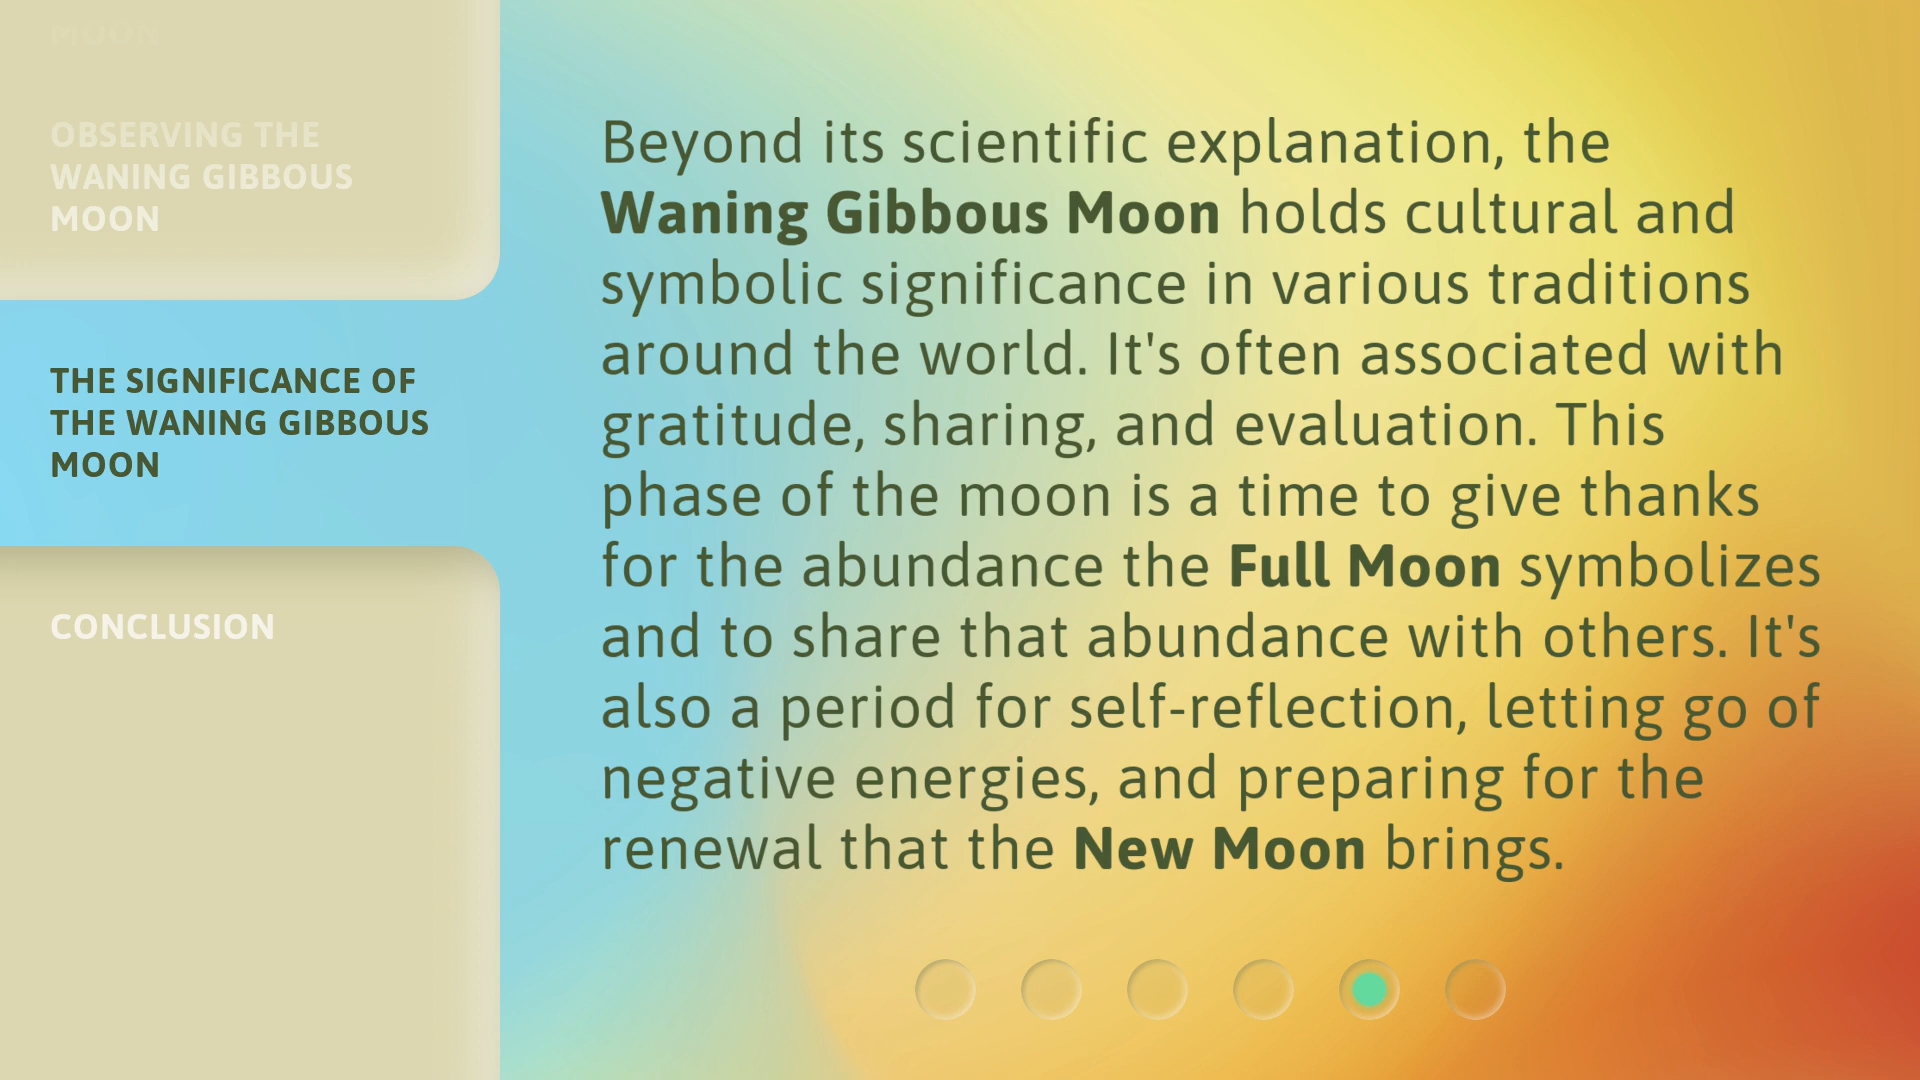 MOON
OBSERVING THE
WANING GIBBOUS
MOON
THE SIGNIFICANCE OF
THE WANING GIBBOUS
MOON
CONCLUSION
Beyond its scientific explanation, the
Waning Gibbous Moon holds cultural and
symbolic significance in various traditions
around the world. It's often associated with
gratitude, sharing, and evaluation. This
phase of the moon is a time to give thanks
for the abundance the Full Moon symbolizes
and to share that abundance with others. It's
also a period for self-reflection, letting go of
negative energies, and preparing for the
renewal that the New Moon brings.